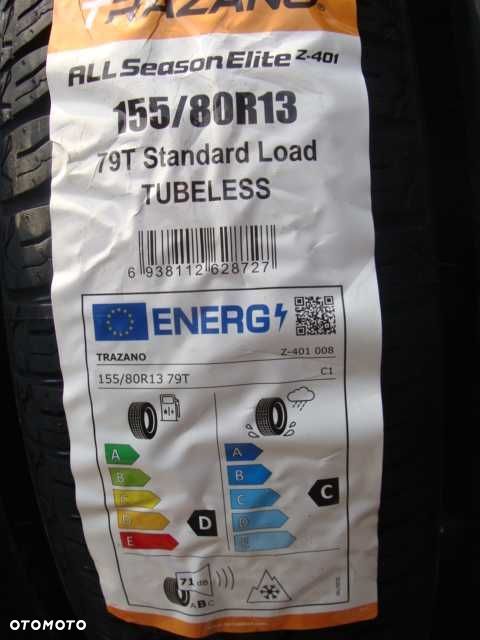 TRAZANO
ALL Season Elite Z-401
155/80R13
79T Standard Load
TUBELESS
6 938112 628727
ENERG
TRAZANO Z-401 008
155/80R13 79T C1
A A
B B
C C C
D D D
E E
71 dB
ABC
OTOMOTO